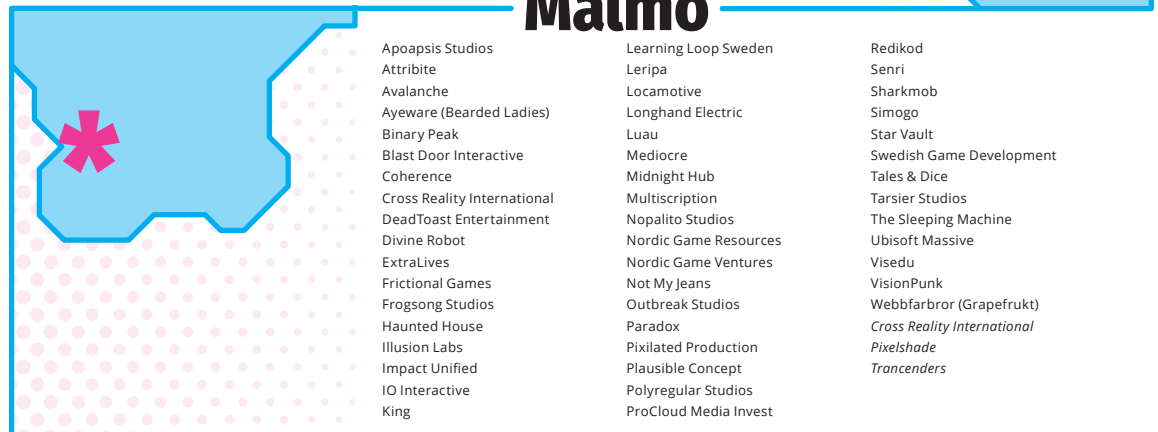 Malmö
Apoapsis Studios
Attribite
Avalanche
Ayeware (Bearded Ladies)
Binary Peak
Blast Door Interactive
Coherence
Cross Reality International
DeadToast Entertainment
Divine Robot
ExtraLives
Frictional Games
Frogsong Studios
Haunted House
Illusion Labs
Impact Unified
IO Interactive
King
Learning Loop Sweden
Leripa
Locamotive
Longhand Electric
Luau
Mediocre
Midnight Hub
Multiscription
Nopalito Studios
Nordic Game Resources
Nordic Game Ventures
Not My Jeans
Outbreak Studios
Paradox
Pixilated Production
Plausible Concept
Polyregular Studios
ProCloud Media Invest
Redikod
Senri
Sharkmob
Simogo
Star Vault
Swedish Game Development
Tales & Dice
Tarsier Studios
The Sleeping Machine
Ubisoft Massive
Visedu
VisionPunk
Webbfarbror (Grapefrukt)
Cross Reality International
Pixelshade
Trancenders